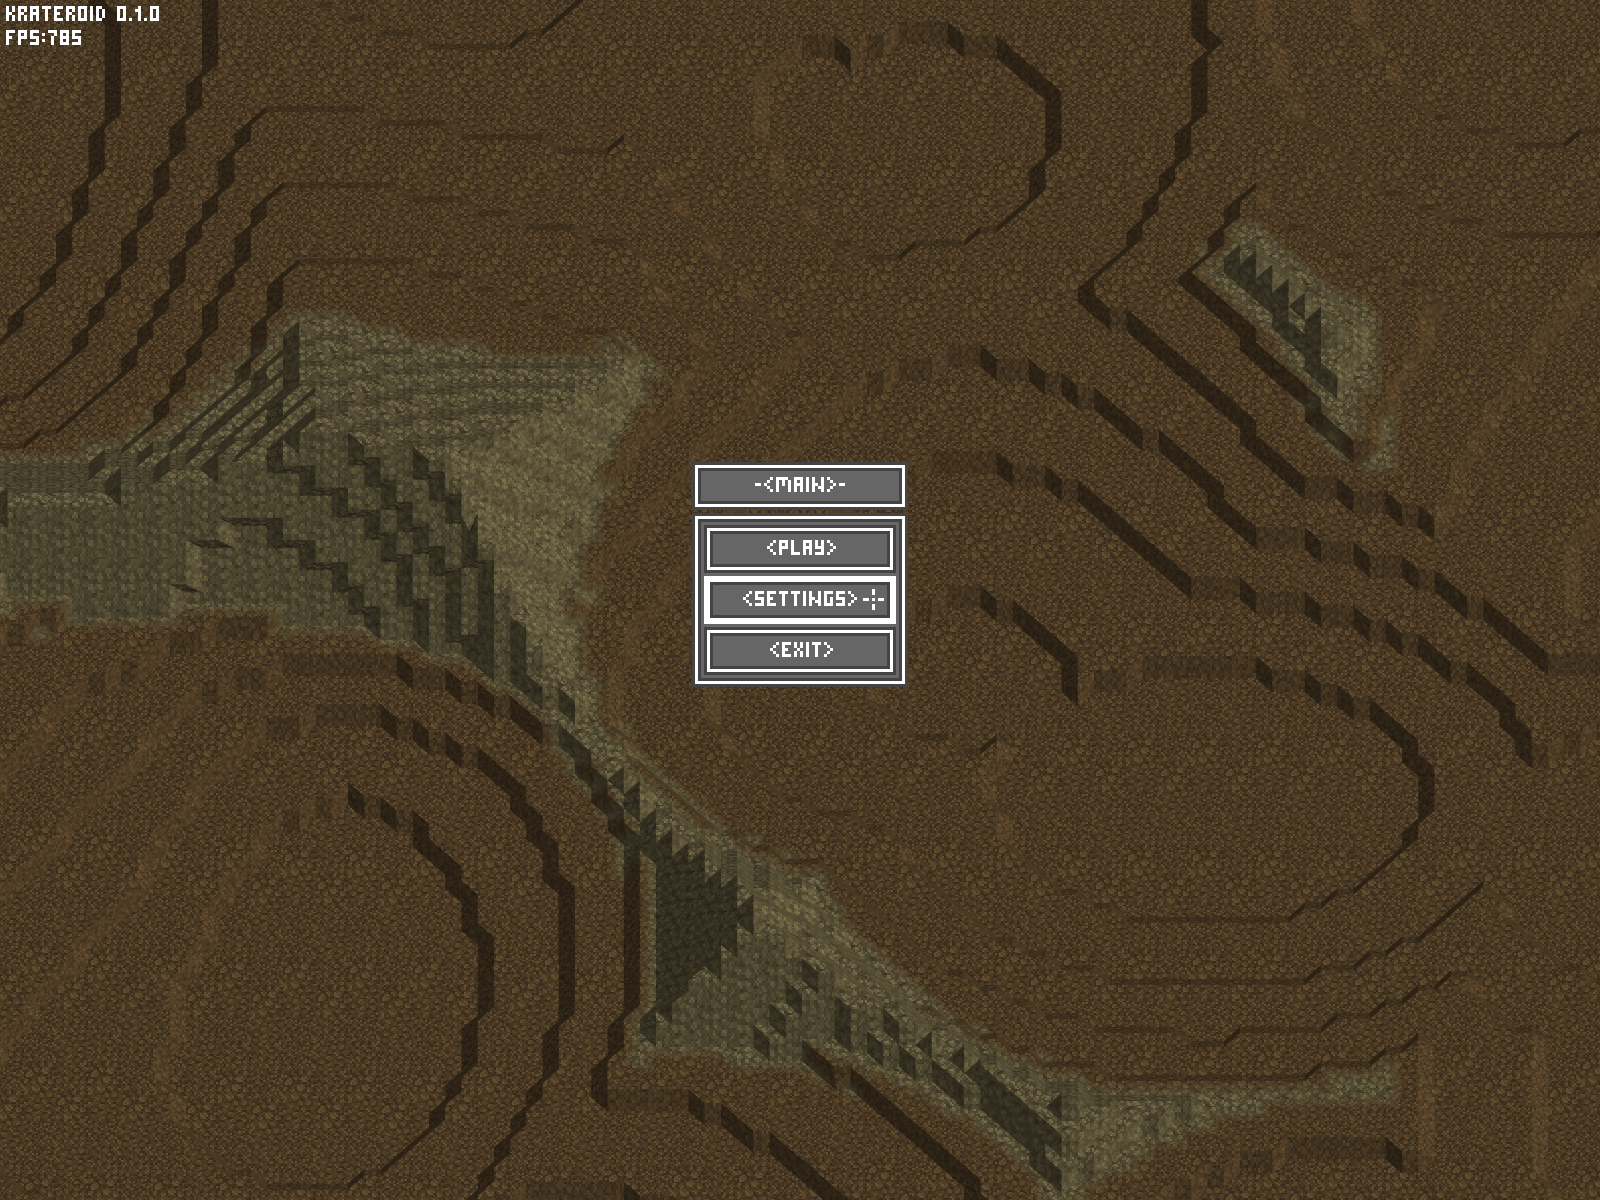 KRATEROID 0.1.0
FPS:785
-<MAIN>-
<PLAY>
<SETTINGS>
<EXIT>